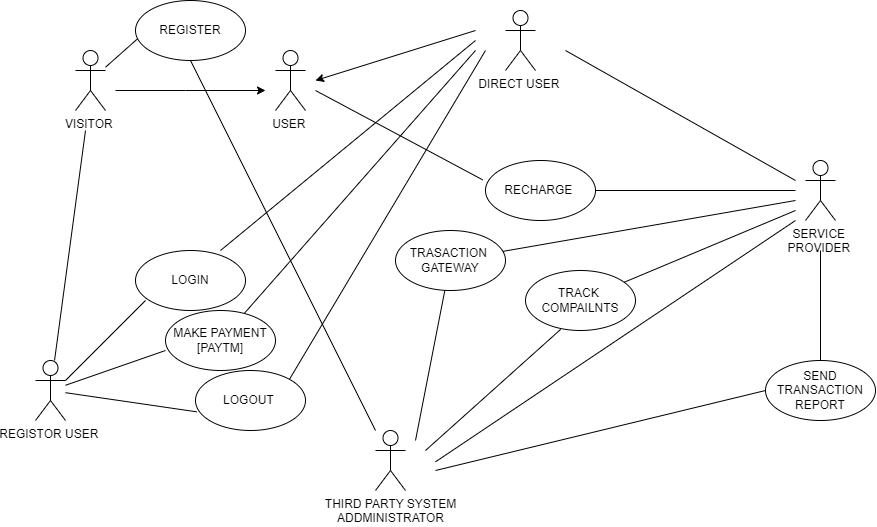 REGISTER
VISITOR
USER
DIRECT USER
RECHARGE
SERVICE
PROVIDER
TRASACTION
GATEWAY
LOGIN
TRACK
COMPAILNTS
MAKE PAYMENT
[PAYTM]
LOGOUT
SEND
TRANSACTION
REPORT
REGISTOR USER
THIRD PARTY SYSTEM
ADDMINISTRATOR